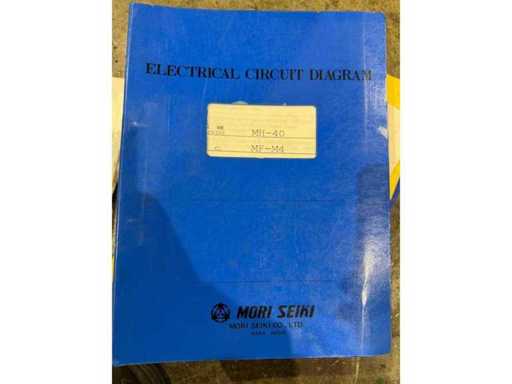 ELECTRICAL CIRCUIT DIAGRAM
MH-40
MF-M4
MORI SEIKI
MORI SEIKI CO., LTD.